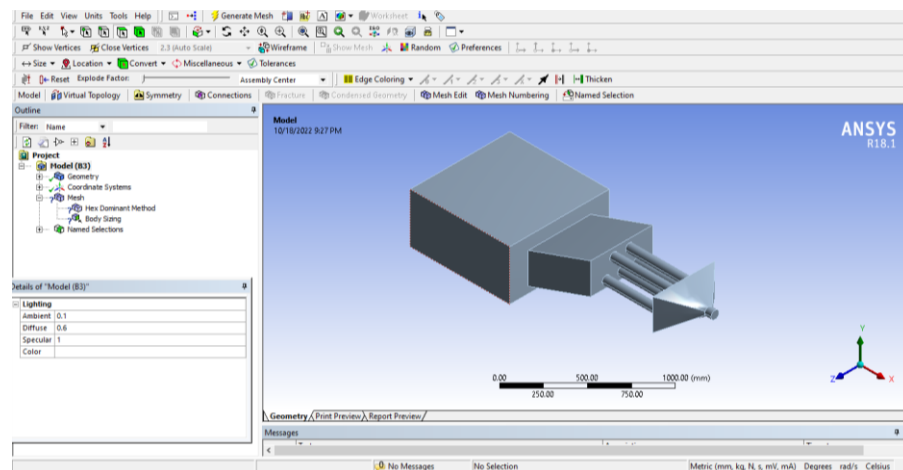 File Edit View Units Tools Help Generate Mesh Worksheet
Show Vertices Close Vertices 2.3 (Auto Scale) Wireframe Show Mesh Random Preferences
Size Location Convert Miscellaneous Tolerances
Reset Explode Factor: Assembly Center Edge Coloring Thicken
Model Virtual Topology Symmetry Connections Fracture Condensed Geometry Mesh Edit Mesh Numbering Named Selection
Outline
Filter: Name
Project
Model (B3)
Geometry
Coordinate Systems
Mesh
Hex Dominant Method
Body Sizing
Named Selections
Details of "Model (B3)"
Lighting
Ambient 0.1
Diffuse 0.6
Specular 1
Color
Model
10/18/2022 9:27 PM
ANSYS
R18.1
Y
Z
X
0.00 500.00 1000.00 (mm)
250.00 750.00
Geometry Print Preview Report Preview
Messages
No Messages No Selection Metric (mm, kg, N, s, mV, mA) Degrees rad/s Celsius